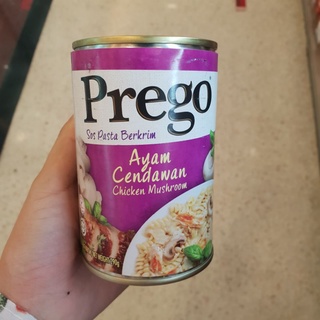 Prego
Sos Pasta Berkrim
Ayam
Cendawan
Chicken Mushroom